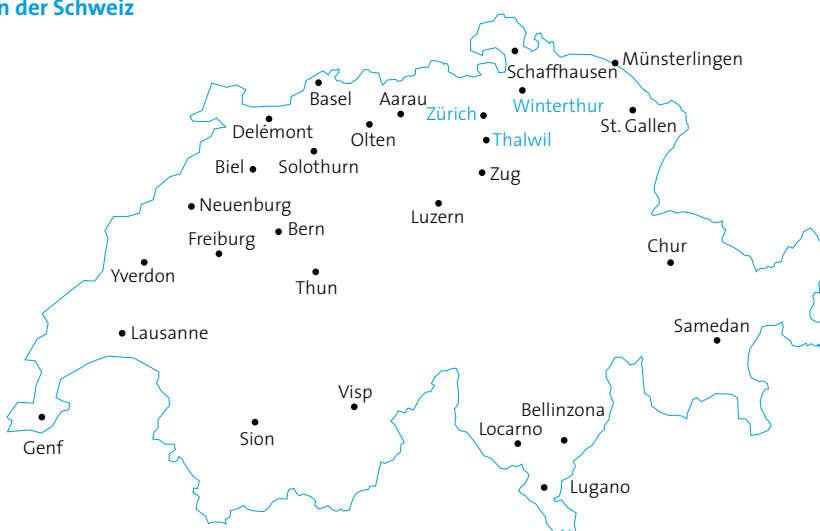 n der Schweiz
Münsterlingen
Schaffhausen
Basel
Aarau
Zürich
Winterthur
Delémont
Olten
St. Gallen
Thalwil
Biel
Solothurn
Zug
Neuenburg
Luzern
Bern
Freiburg
Chur
Yverdon
Thun
Samedan
Lausanne
Visp
Bellinzona
Locarno
Genf
Sion
Lugano